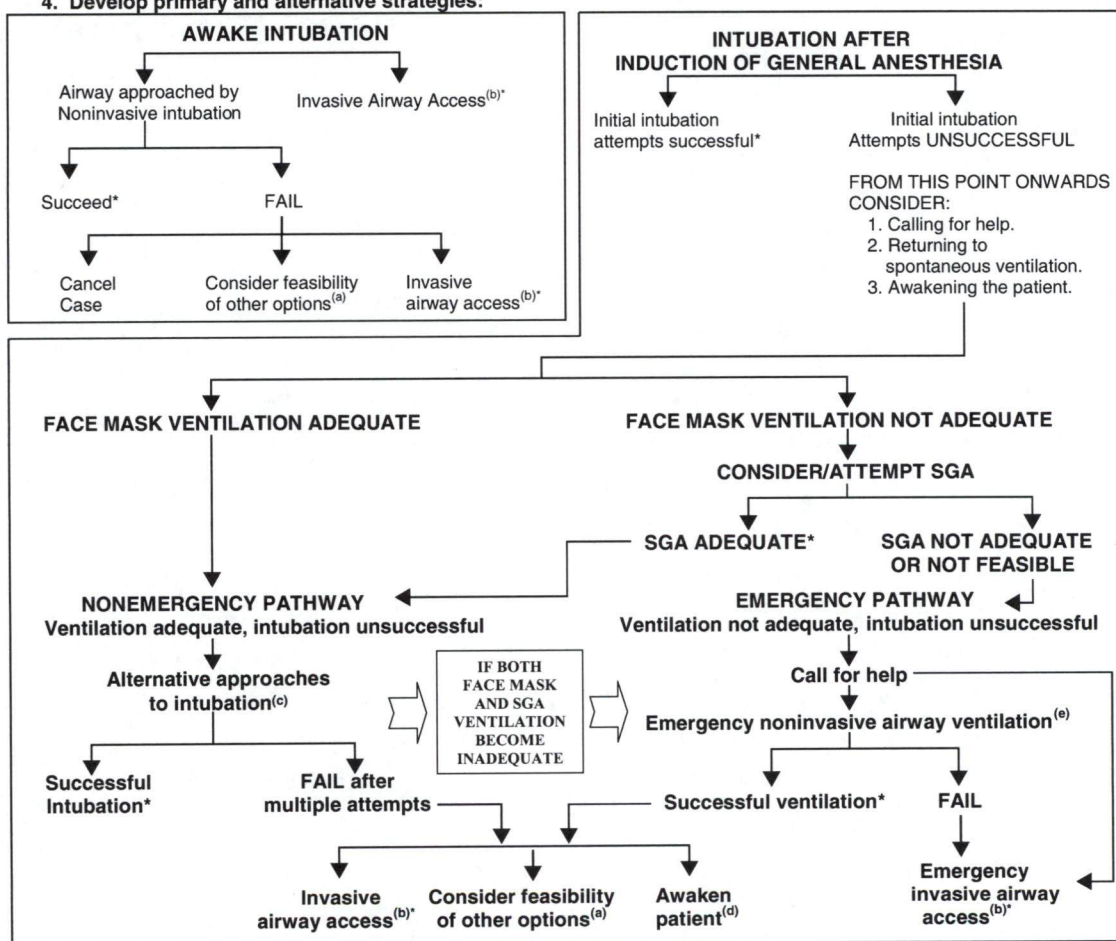 4. Develop primary and alternative strategies:
AWAKE INTUBATION
Airway approached by
Noninvasive intubation
Invasive Airway Access(b)*
Succeed*
FAIL
Cancel
Case
Consider feasibility
of other options(a)
Invasive
airway access(b)*
INTUBATION AFTER
INDUCTION OF GENERAL ANESTHESIA
Initial intubation
attempts successful*
Initial intubation
Attempts UNSUCCESSFUL
FROM THIS POINT ONWARDS
CONSIDER:
1. Calling for help.
2. Returning to
spontaneous ventilation.
3. Awakening the patient.
FACE MASK VENTILATION ADEQUATE
FACE MASK VENTILATION NOT ADEQUATE
CONSIDER/ATTEMPT SGA
SGA ADEQUATE*
SGA NOT ADEQUATE
OR NOT FEASIBLE
NONEMERGENCY PATHWAY
Ventilation adequate, intubation unsuccessful
EMERGENCY PATHWAY
Ventilation not adequate, intubation unsuccessful
Alternative approaches
to intubation(c)
IF BOTH
FACE MASK
AND SGA
VENTILATION
BECOME
INADEQUATE
Call for help
Emergency noninvasive airway ventilation(e)
Successful
Intubation*
FAIL after
multiple attempts
Successful ventilation*
FAIL
Invasive
airway access(b)*
Consider feasibility
of other options(a)
Awaken
patient(d)
Emergency
invasive airway
access(b)*